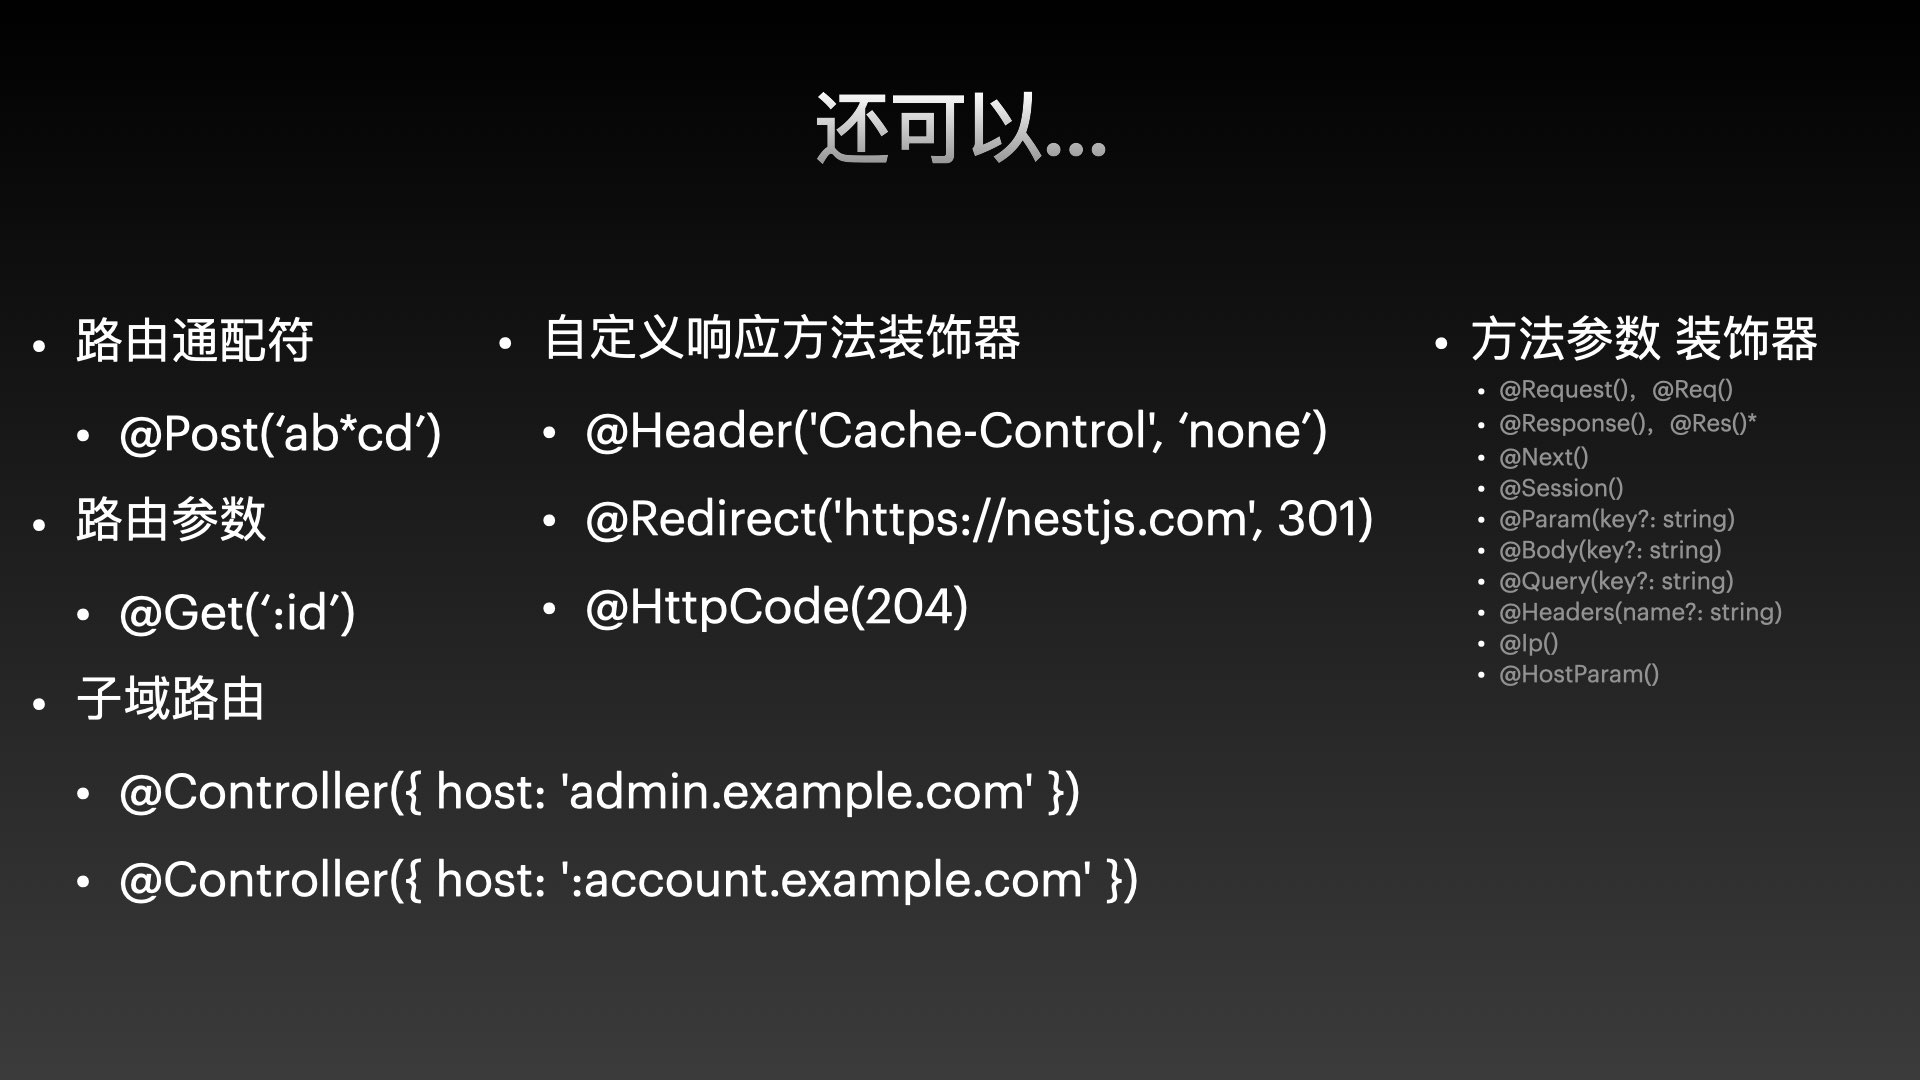 还可以...
路由通配符
@Post(‘ab*cd’)
路由参数
@Get(‘:id’)
子域路由
@Controller({ host: 'admin.example.com' })
@Controller({ host: ':account.example.com' })
自定义响应方法装饰器
@Header('Cache-Control', ‘none’)
@Redirect('https://nestjs.com', 301)
@HttpCode(204)
方法参数 装饰器
@Request()，@Req()
@Response()，@Res()*
@Next()
@Session()
@Param(key?: string)
@Body(key?: string)
@Query(key?: string)
@Headers(name?: string)
@Ip()
@HostParam()